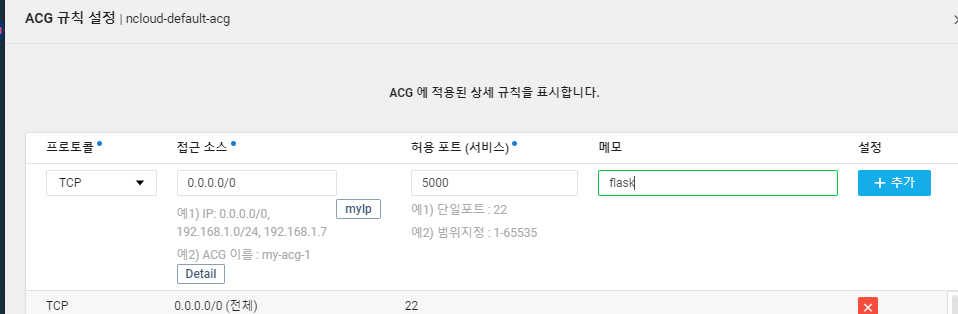 ACG 규칙 설정 | ncloud-default-acg
ACG 에 적용된 상세 규칙을 표시합니다.
프로토콜 접근 소스 허용 포트 (서비스) 메모 설정
TCP 0.0.0.0/0 5000 flask + 추가
예1) IP: 0.0.0.0/0,
192.168.1.0/24, 192.168.1.7
myIp
예1) 단일포트 : 22
예2) 범위지정 : 1-65535
예2) ACG 이름 : my-acg-1
Detail
TCP 0.0.0.0/0 (전체) 22